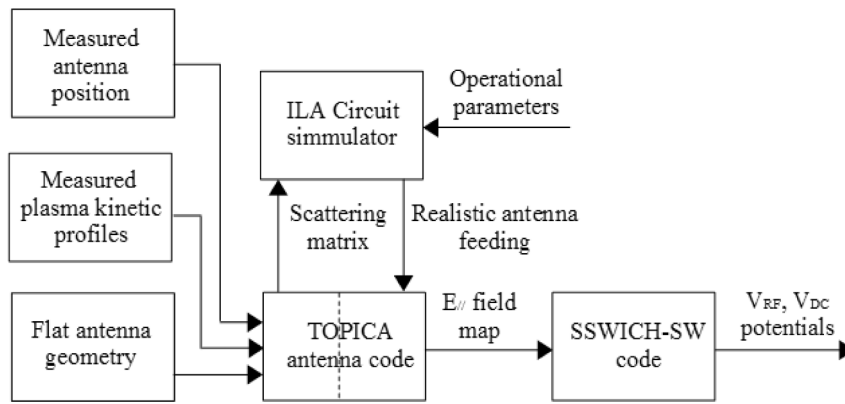 Measured
antenna
position
Measured
plasma kinetic
profiles
Flat antenna
geometry
ILA Circuit
simmulator
Operational
parameters
Scattering
matrix
Realistic antenna
feeding
TOPICA
antenna code
E// field
map
SSWICH-SW
code
VRF, VDC
potentials